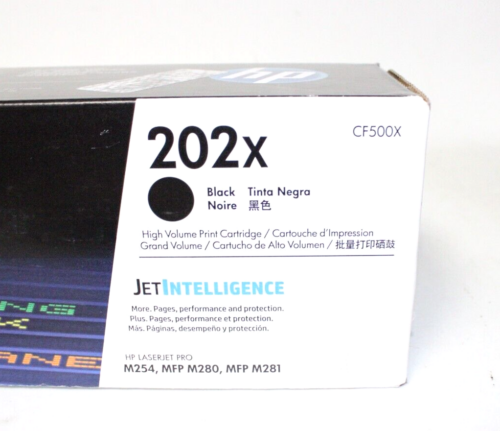 hp
202x
CF500X
Black Tinta Negra
Noire 黑色
High Volume Print Cartridge / Cartouche d'Impression
Grand Volume / Cartucho de Alto Volumen / 批量打印硒鼓
JETINTELLIGENCE
More. Pages, performance and protection.
Plus. Pages, performance et protection.
Más. Páginas, desempeño y protección.
HP LASERJET PRO
M254, MFP M280, MFP M281